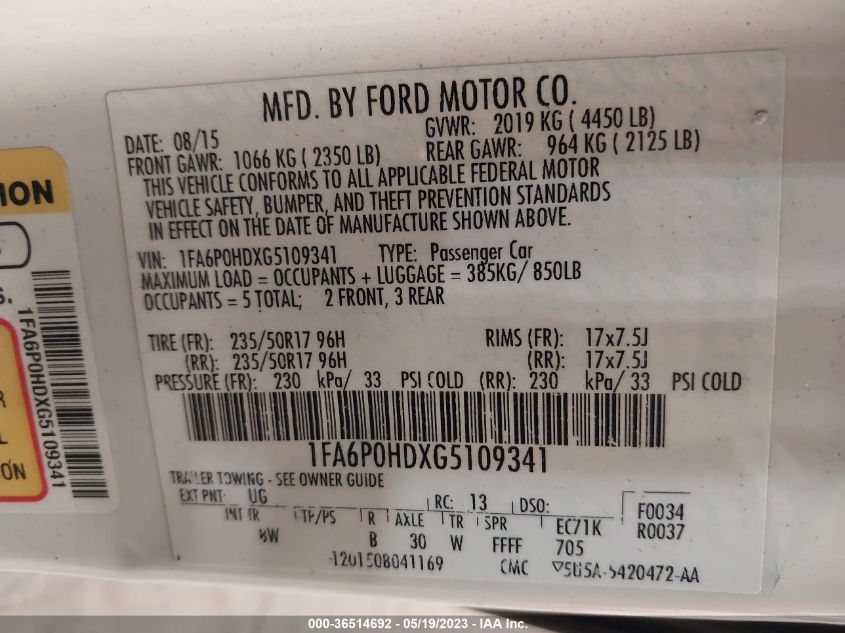 MFD. BY FORD MOTOR CO.
DATE: 08/15 GVWR: 2019 KG ( 4450 LB)
FRONT GAWR: 1066 KG ( 2350 LB) REAR GAWR: 964 KG ( 2125 LB)
THIS VEHICLE CONFORMS TO ALL APPLICABLE FEDERAL MOTOR
VEHICLE SAFETY, BUMPER, AND THEFT PREVENTION STANDARDS
IN EFFECT ON THE DATE OF MANUFACTURE SHOWN ABOVE.
VIN: 1FA6P0HDXG5109341 TYPE: Passenger Car
MAXIMUM LOAD = OCCUPANTS + LUGGAGE = 385KG/ 850LB
OCCUPANTS = 5 TOTAL; 2 FRONT, 3 REAR
TIRE (FR): 235/50R17 96H RIMS (FR): 17x7.5J
(RR): 235/50R17 96H (RR): 17x7.5J
PRESSURE (FR): 230 kPa/ 33 PSI COLD (RR): 230 kPa/ 33 PSI COLD
1FA6P0HDXG5109341
TRAILER TOWING - SEE OWNER GUIDE
EXT PNT: UG RC: 13 DSO: F0034
INT TR TP/PS R AXLE TR SPR EC71K R0037
BW B 30 W FFFF 705
1201508041169 CMC
1FA6P0HDXG5109341
000-36514692 - 05/19/2023 - IAA Inc.